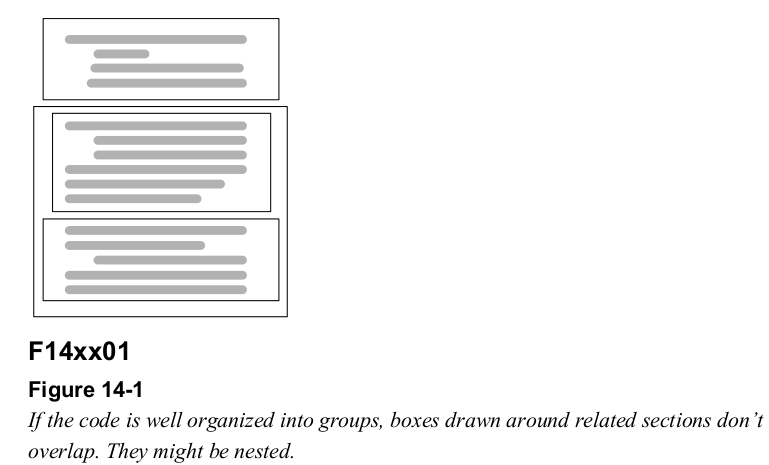 F14xx01
Figure 14-1
If the code is well organized into groups, boxes drawn around related sections don’t
overlap. They might be nested.